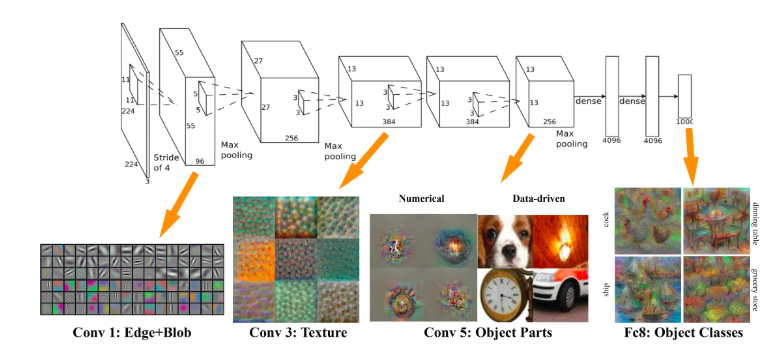 55
27
13
13
13
11
5
3
3
3
13
dense
dense
11
5
27
3
13
3
3
13
224
55
384
384
256
1000
Max
pooling
4096
4096
Max
pooling
256
Max
pooling
224
Stride
of 4
96
3
Numerical
Data-driven
cock
dinning table
ship
grocery store
Conv 1: Edge+Blob
Conv 3: Texture
Conv 5: Object Parts
Fc8: Object Classes